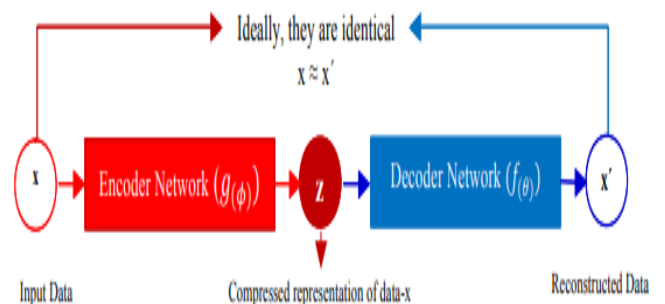 Ideally, they are identical
x ≈ x′
x
Encoder Network (g(ϕ))
z
Decoder Network (f(θ))
x′
Input Data
Compressed representation of data-x
Reconstructed Data